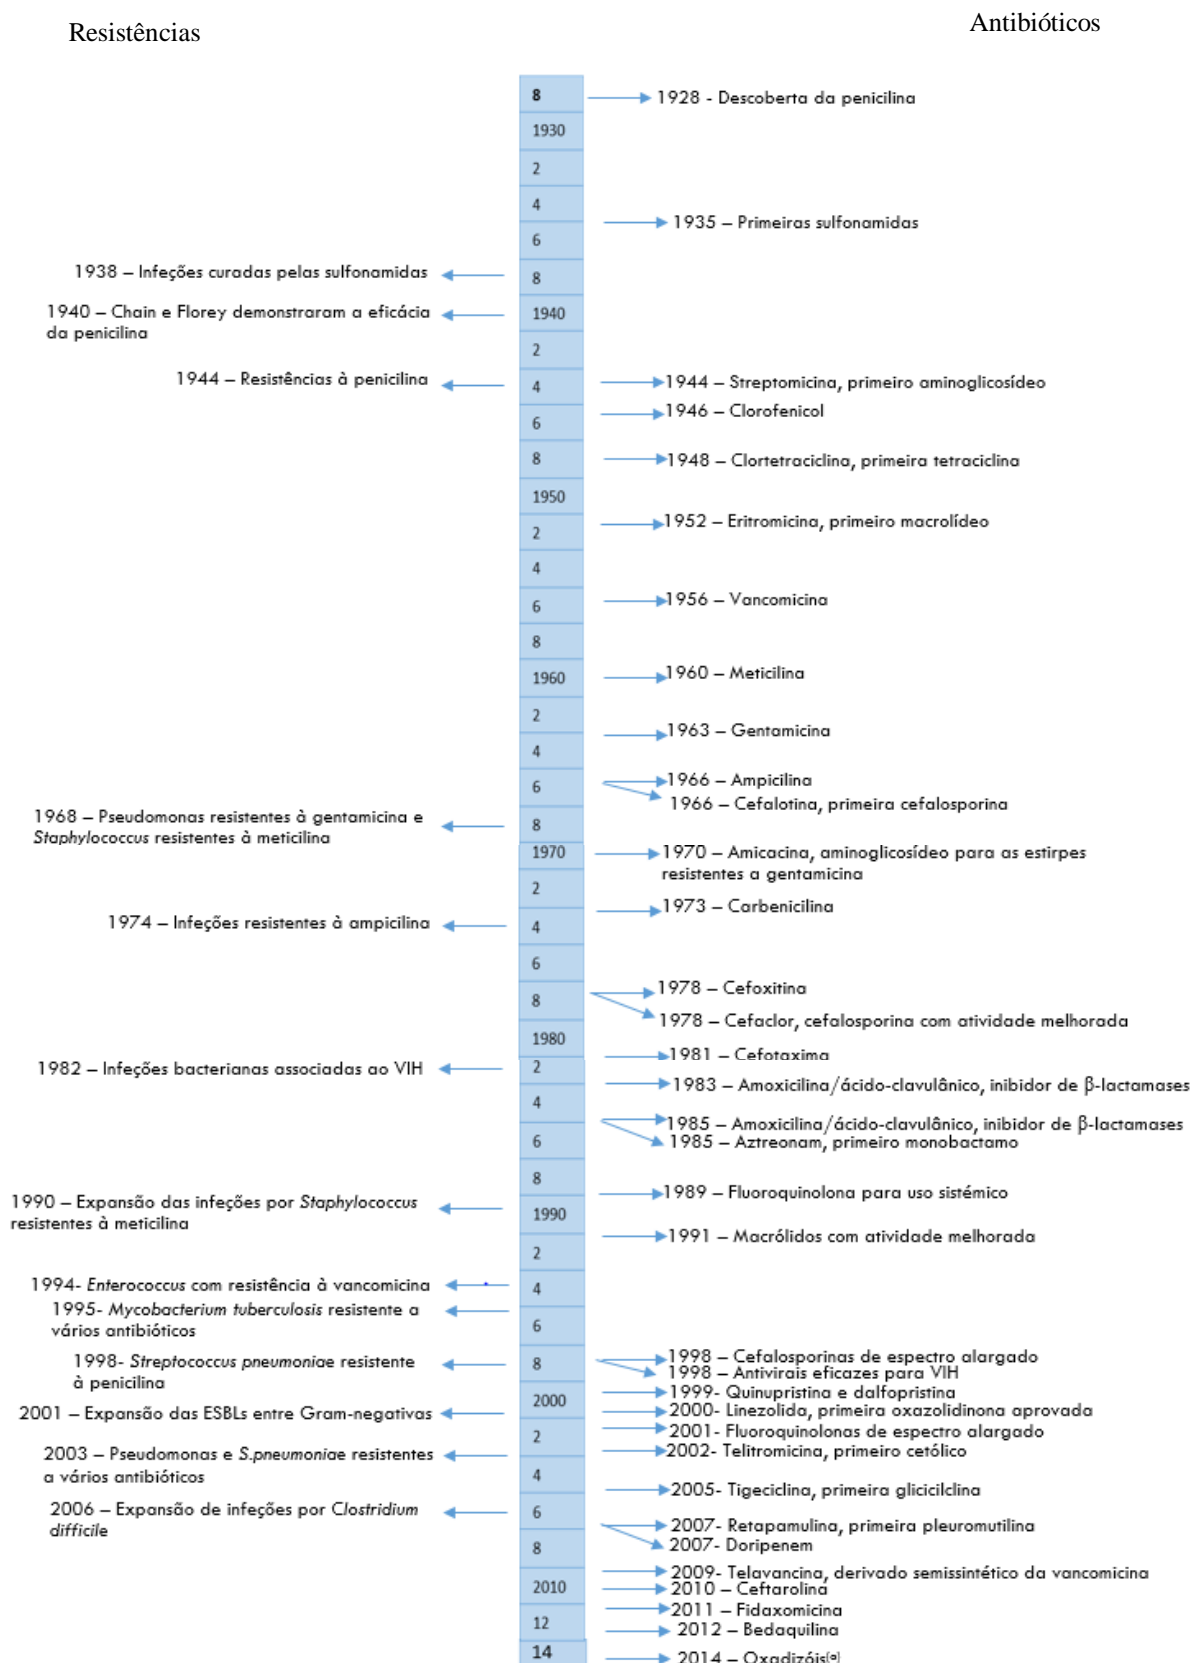 Resistências
Antibióticos
8
1928 - Descoberta da penicilina
1930
2
4
1935 – Primeiras sulfonamidas
6
1938 – Infeções curadas pelas sulfonamidas
8
1940 – Chain e Florey demonstraram a eficácia
da penicilina
1940
2
1944 – Resistências à penicilina
4
1944 – Streptomicina, primeiro aminoglicosídeo
1946 – Clorofenicol
6
8
1948 – Clortetraciclina, primeira tetraciclina
1950
1952 – Eritromicina, primeiro macrolídeo
2
4
6
1956 – Vancomicina
8
1960
1960 – Meticilina
2
1963 – Gentamicina
4
6
1966 – Ampicilina
1966 – Cefalotina, primeira cefalosporina
1968 – Pseudomonas resistentes à gentamicina e
Staphylococcus resistentes à meticilina
8
1970
1970 – Amicacina, aminoglicosídeo para as estirpes
resistentes a gentamicina
2
1973 – Carbenicilina
1974 – Infeções resistentes à ampicilina
4
6
8
1978 – Cefoxitina
1978 – Cefaclor, cefalosporina com atividade melhorada
1980
1981 – Cefotaxima
1982 – Infeções bacterianas associadas ao VIH
2
1983 – Amoxicilina/ácido-clavulânico, inibidor de β-lactamases
4
1985 – Amoxicilina/ácido-clavulânico, inibidor de β-lactamases
6
1985 – Aztreonam, primeiro monobactamo
8
1989 – Fluoroquinolona para uso sistémico
1990 – Expansão das infeções por Staphylococcus
resistentes à meticilina
1990
1991 – Macrólidos com atividade melhorada
2
1994- Enterococcus com resistência à vancomicina
4
1995- Mycobacterium tuberculosis resistente a
vários antibióticos
6
1998- Streptococcus pneumoniae resistente
à penicilina
8
1998 – Cefalosporinas de espectro alargado
1998 – Antivirais eficazes para VIH
1999- Quinupristina e dalfopristina
2000
2000- Linezolida, primeira oxazolidinona aprovada
2001 – Expansão das ESBLs entre Gram-negativas
2001- Fluoroquinolonas de espectro alargado
2
2002- Telitromicina, primeiro cetólico
2003 – Pseudomonas e S.pneumoniae resistentes
a vários antibióticos
4
2005- Tigeciclina, primeira glicicilclina
2006 – Expansão de infeções por Clostridium
difficile
6
2007- Retapamulina, primeira pleuromutilina
2007- Doripenem
8
2009- Telavancina, derivado semissintético da vancomicina
2010
2010 – Ceftarolina
2011 – Fidaxomicina
12
2012 – Bedaquilina
14
2014 – Oxadizóis(a)